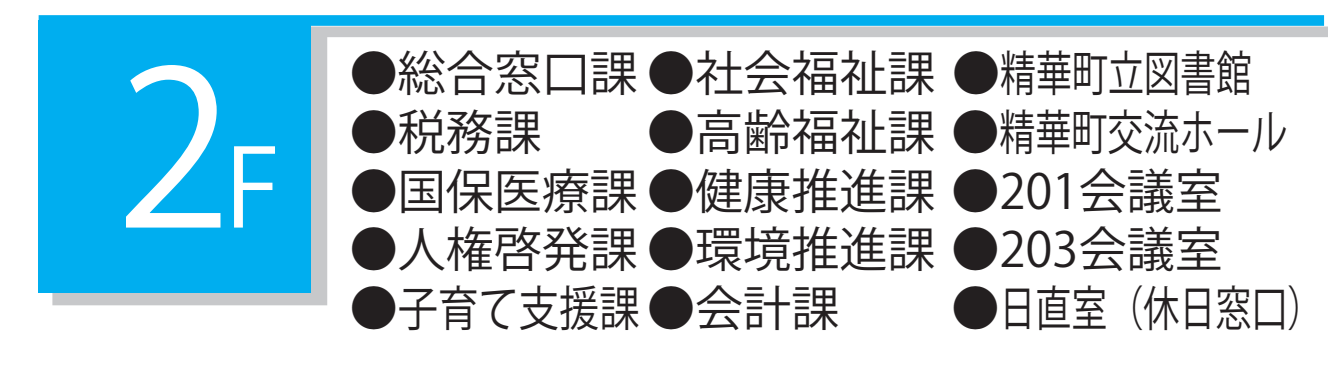 2F
●総合窓口課 ●社会福祉課 ●精華町立図書館
●税務課 ●高齢福祉課 ●精華町交流ホール
●国保医療課 ●健康推進課 ●201会議室
●人権啓発課 ●環境推進課 ●203会議室
●子育て支援課 ●会計課 ●日直室（休日窓口）